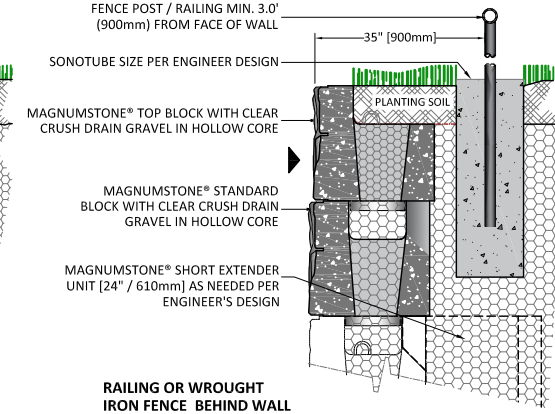 FENCE POST / RAILING MIN. 3.0'
(900mm) FROM FACE OF WALL
35" [900mm]
SONOTUBE SIZE PER ENGINEER DESIGN
PLANTING SOIL
MAGNUMSTONE® TOP BLOCK WITH CLEAR
CRUSH DRAIN GRAVEL IN HOLLOW CORE
MAGNUMSTONE® STANDARD
BLOCK WITH CLEAR CRUSH DRAIN
GRAVEL IN HOLLOW CORE
MAGNUMSTONE® SHORT EXTENDER
UNIT [24" / 610mm] AS NEEDED PER
ENGINEER'S DESIGN
RAILING OR WROUGHT
IRON FENCE BEHIND WALL